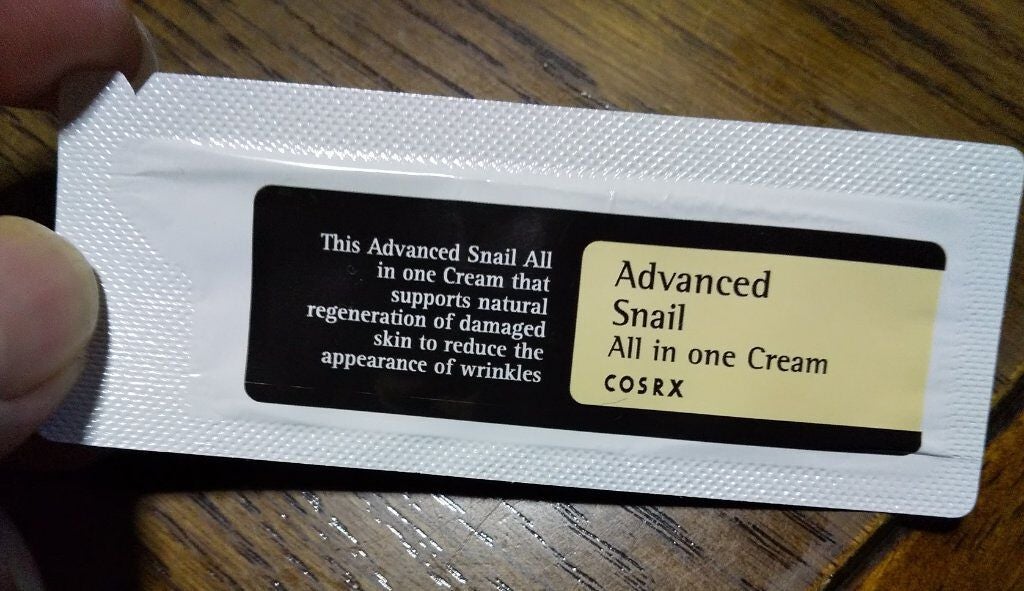 This Advanced Snail All
in one Cream that
supports natural
regeneration of damaged
skin to reduce the
appearance of wrinkles
Advanced
Snail
All in one Cream
COSRX